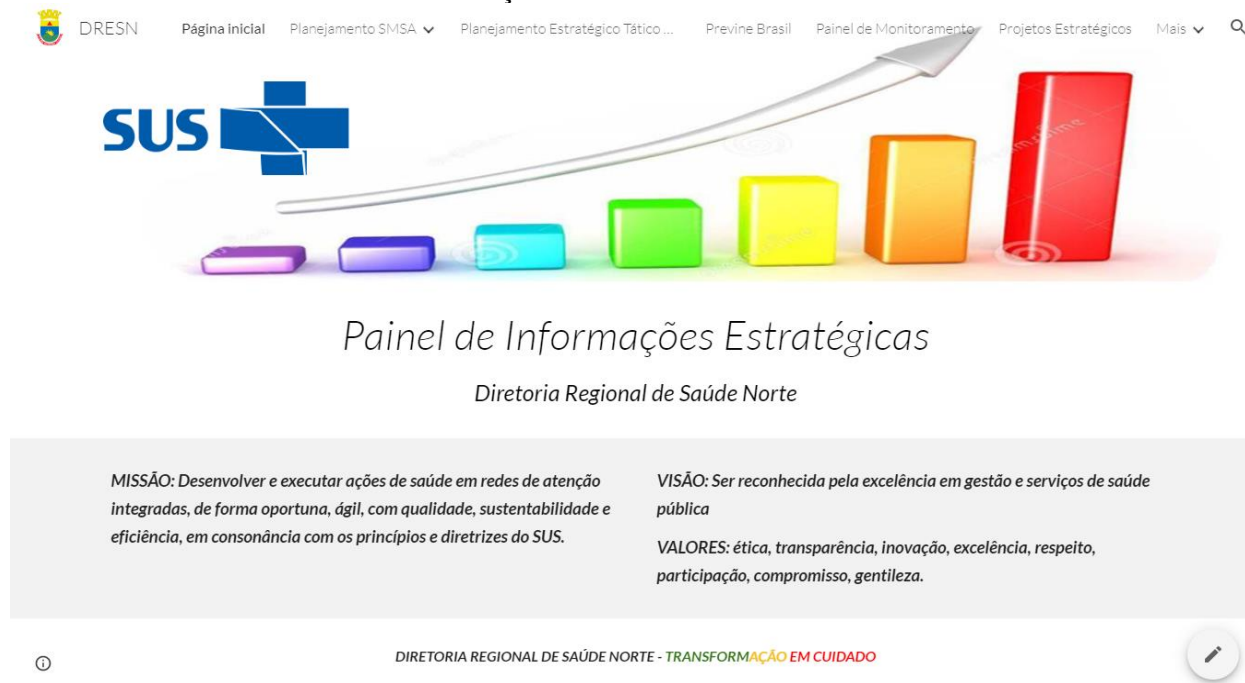 DRESN
Página inicial
Planejamento SMSA
Planejamento Estratégico Tático ...
Previne Brasil
Painel de Monitoramento
Projetos Estratégicos
Mais
SUS
Painel de Informações Estratégicas
Diretoria Regional de Saúde Norte
MISSÃO: Desenvolver e executar ações de saúde em redes de atenção
integradas, de forma oportuna, ágil, com qualidade, sustentabilidade e
eficiência, em consonância com os princípios e diretrizes do SUS.
VISÃO: Ser reconhecida pela excelência em gestão e serviços de saúde
pública
VALORES: ética, transparência, inovação, excelência, respeito,
participação, compromisso, gentileza.
DIRETORIA REGIONAL DE SAÚDE NORTE - TRANSFORMAÇÃO EM CUIDADO